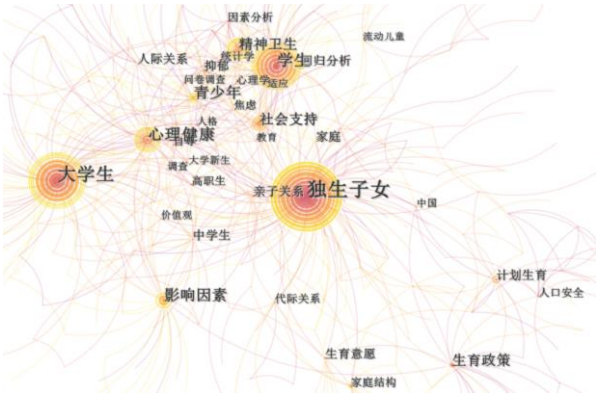 因素分析
流动儿童
精神卫生
人际关系
统计学
学生
回归分析
抑郁
问卷调查
心理学
适应
青少年
焦虑
人格
社会支持
心理健康
教育
家庭
自尊
大学新生
调查
大学生
高职生
亲子关系
独生子女
中国
价值观
中学生
计划生育
影响因素
代际关系
人口安全
生育意愿
生育政策
家庭结构